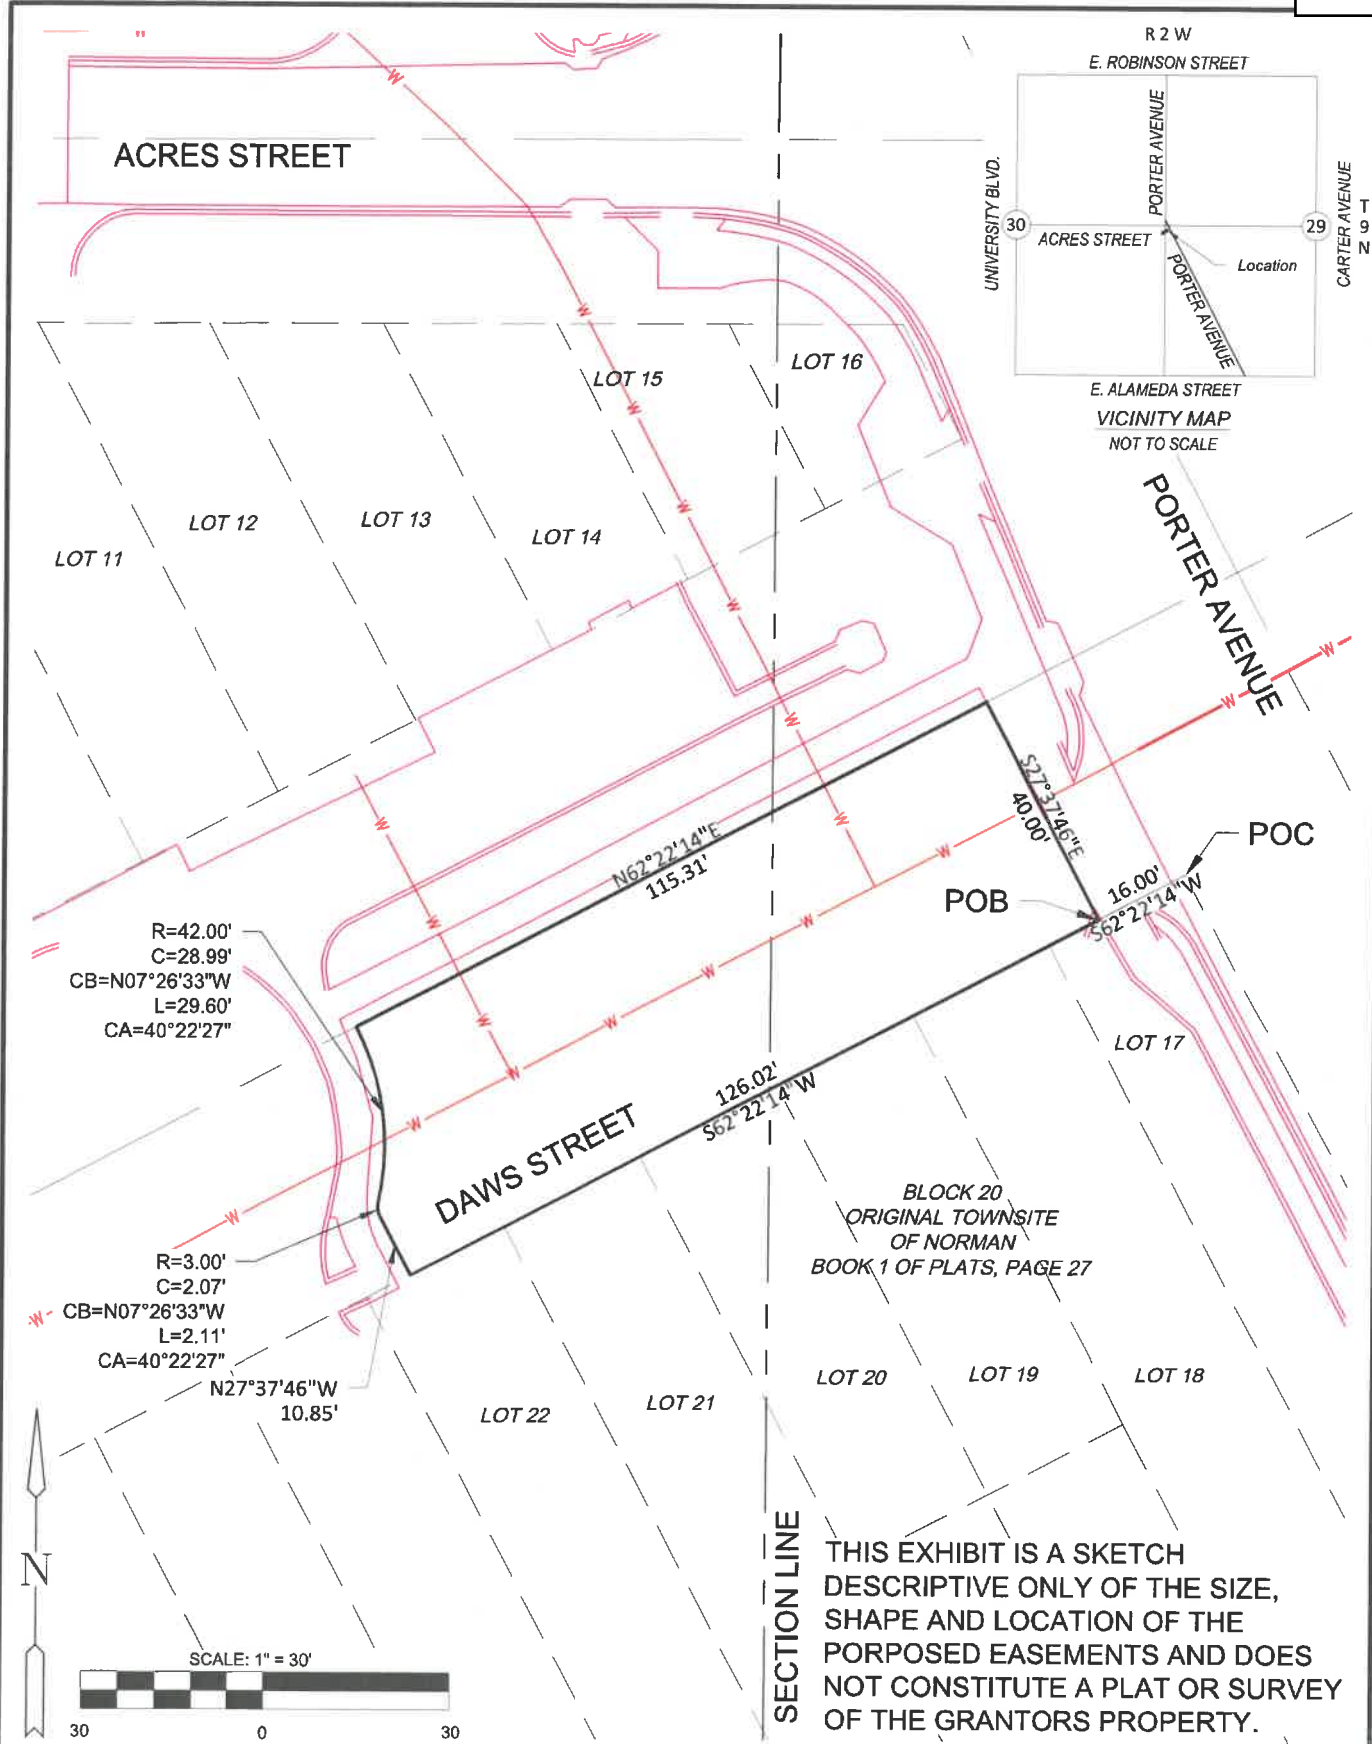 R 2 W
E. ROBINSON STREET
PORTER AVENUE
UNIVERSITY BLVD.
30
ACRES STREET
29
CARTER AVENUE
T
9
N
Location
PORTER AVENUE
E. ALAMEDA STREET
VICINITY MAP
NOT TO SCALE
"
W
ACRES STREET
W
LOT 16
LOT 15
W
W
LOT 12
LOT 13
LOT 14
LOT 11
PORTER AVENUE
W
W
W
W
S27°37'46"E
40.00'
W
W
W
POC
N62°22'14"E
115.31'
16.00'
S62°22'14"W
POB
W
W
R=42.00'
C=28.99'
CB=N07°26'33"W
L=29.60'
CA=40°22'27"
W
W
W
W
LOT 17
W
126.02'
S62°22'14"W
DAWS STREET
W
BLOCK 20
ORIGINAL TOWNSITE
OF NORMAN
BOOK 1 OF PLATS, PAGE 27
R=3.00'
C=2.07'
CB=N07°26'33"W
L=2.11'
CA=40°22'27"
W
N27°37'46"W
10.85'
LOT 22
LOT 21
LOT 20
LOT 19
LOT 18
N
SECTION LINE
SCALE: 1" = 30'
30 0 30
THIS EXHIBIT IS A SKETCH
DESCRIPTIVE ONLY OF THE SIZE,
SHAPE AND LOCATION OF THE
PORPOSED EASEMENTS AND DOES
NOT CONSTITUTE A PLAT OR SURVEY
OF THE GRANTORS PROPERTY.